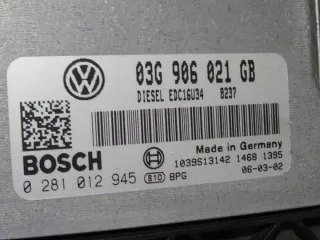 03G 906 021 GB
DIESEL EDC16U34 8237
BOSCH
Made in Germany
1039S13142 1468 1395
0 281 012 945 810 BPG 06-03-02